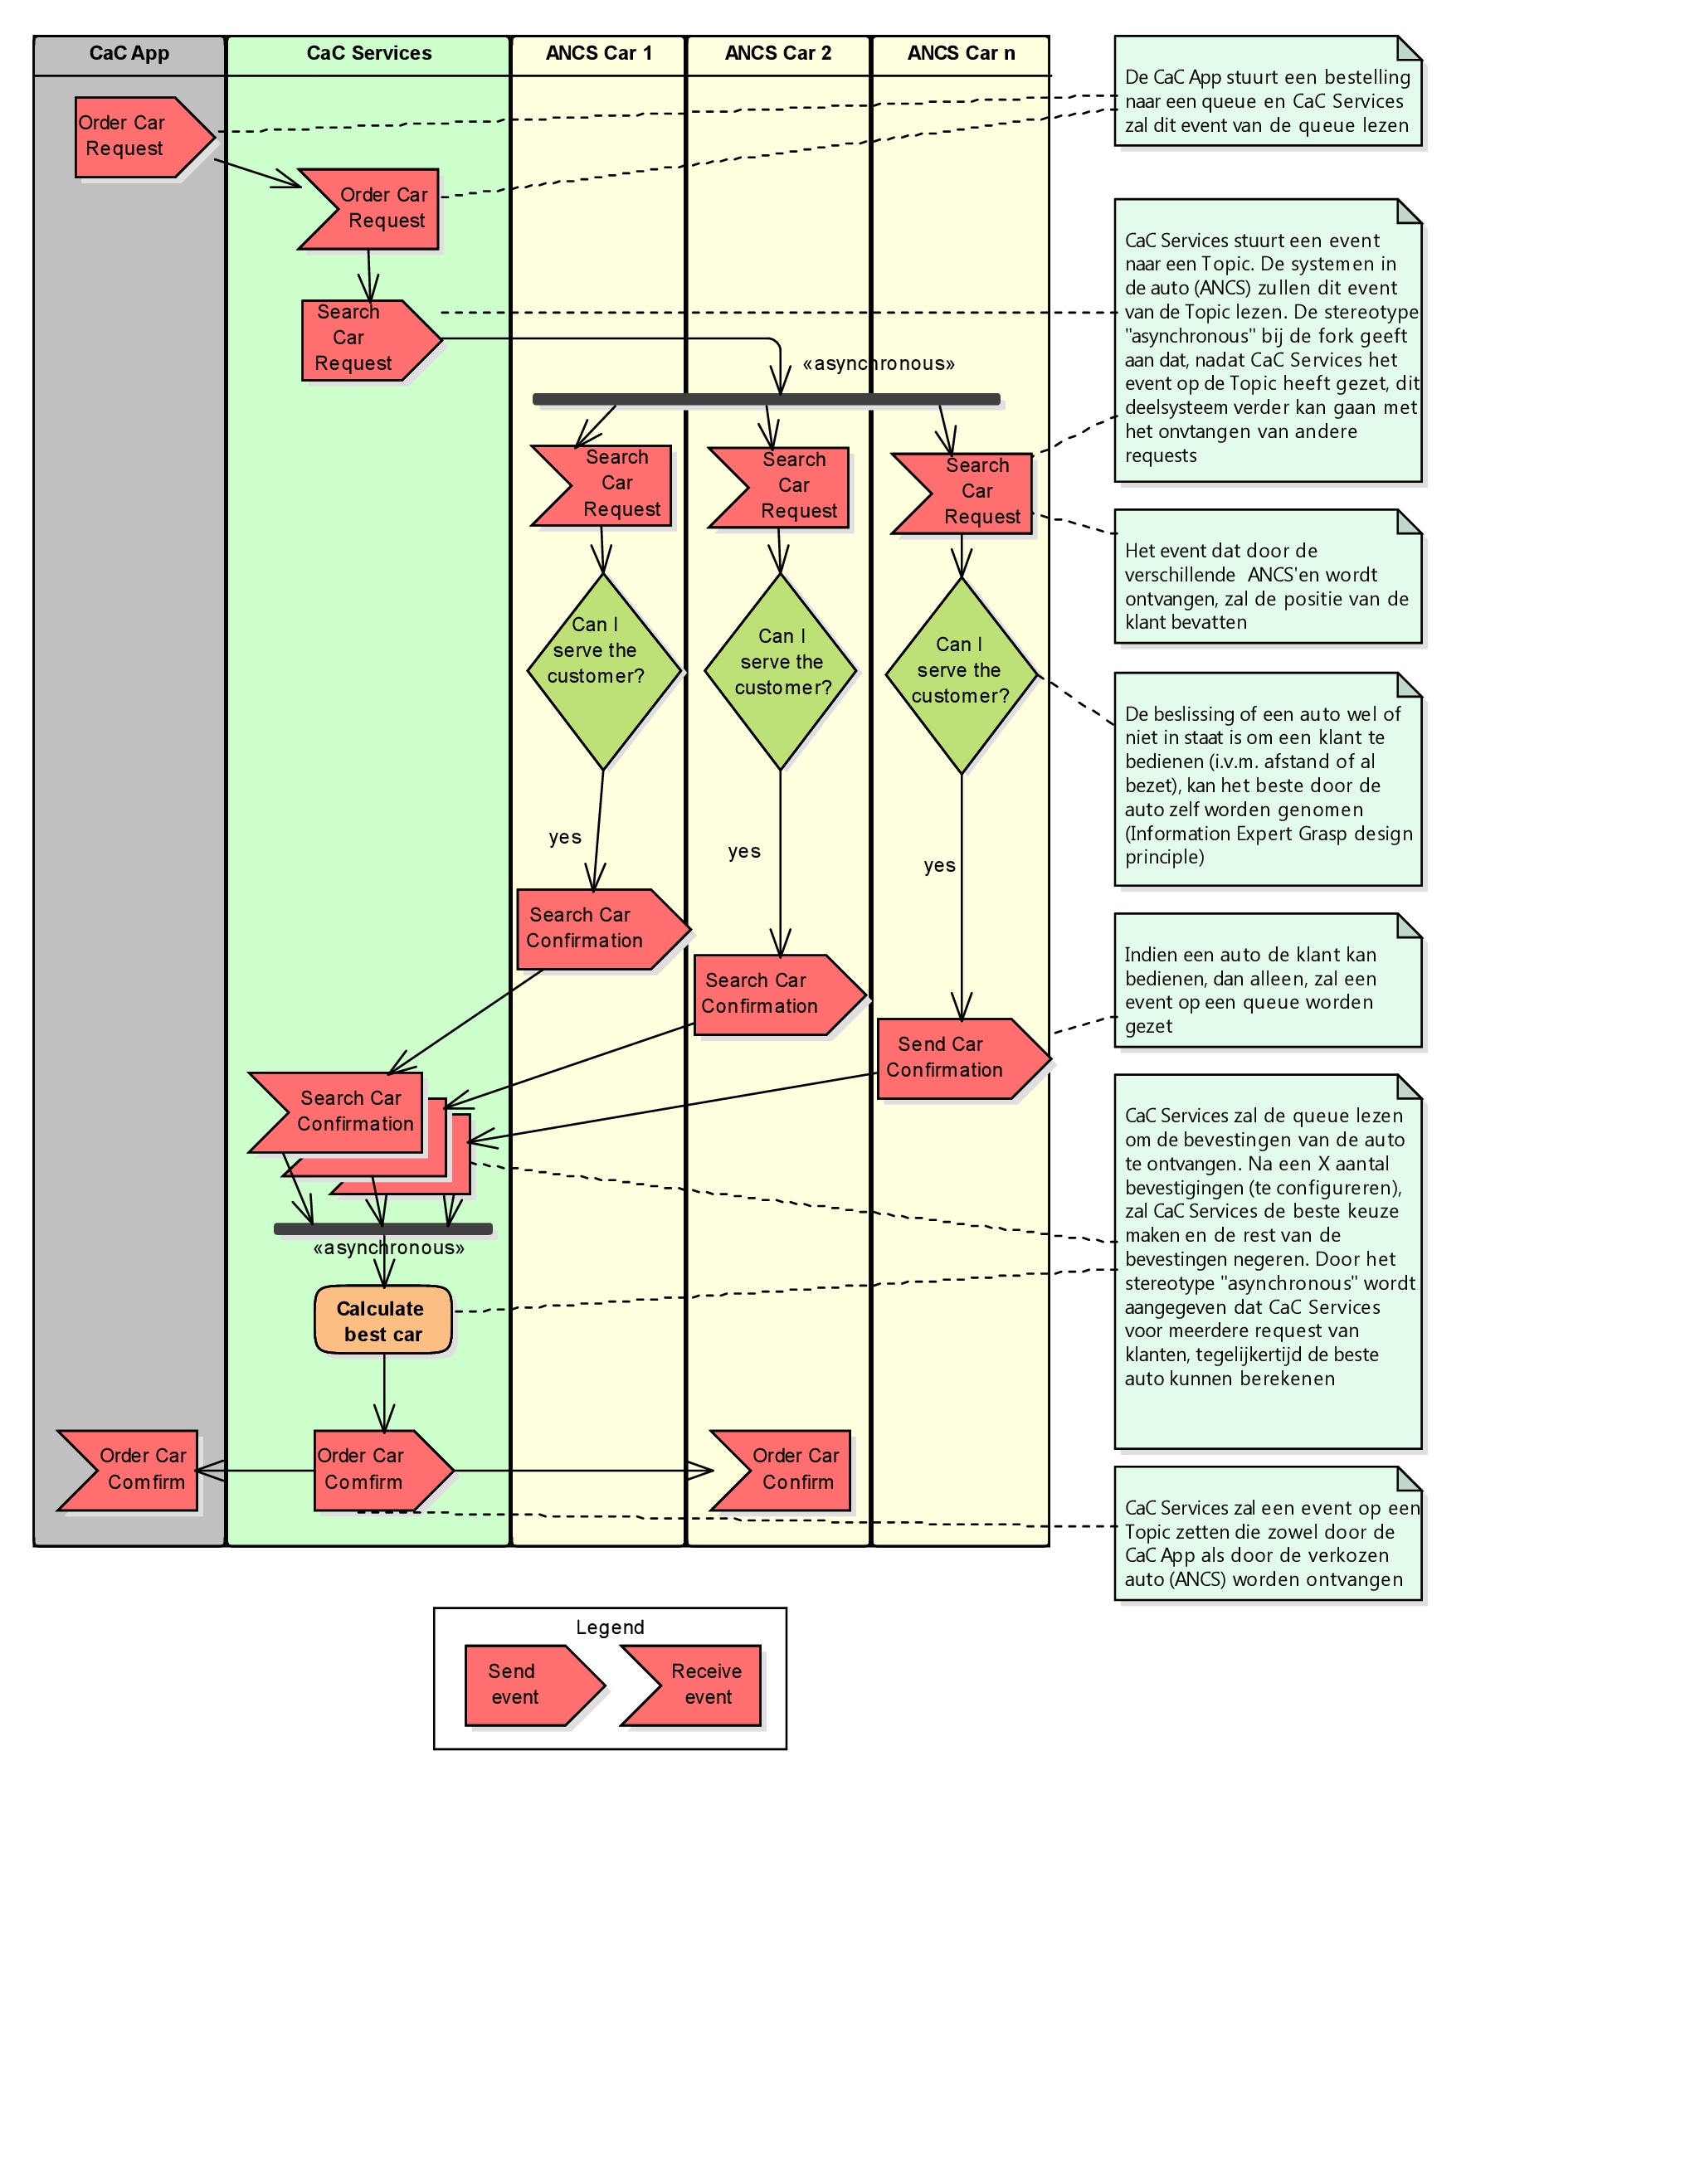 CaC App
CaC Services
ANCS Car 1
ANCS Car 2
ANCS Car n
De CaC App stuurt een bestelling
naar een queue en CaC Services
zal dit event van de queue lezen
Order Car
Request
Order Car
Request
CaC Services stuurt een event
naar een Topic. De systemen in
de auto (ANCS) zullen dit event
van de Topic lezen. De stereotype
"asynchronous" bij de fork geeft
aan dat, nadat CaC Services het
event op de Topic heeft gezet, dit
deelsysteem verder kan gaan met
het onvtangen van andere
requests
Search
Car
Request
«asynchronous»
Search
Car
Request
Search
Car
Request
Search
Car
Request
Het event dat door de
verschillende ANCS'en wordt
ontvangen, zal de positie van de
klant bevatten
Can I
serve the
customer?
Can I
serve the
customer?
Can I
serve the
customer?
De beslissing of een auto wel of
niet in staat is om een klant te
bedienen (i.v.m. afstand of al
bezet), kan het beste door de
auto zelf worden genomen
(Information Expert Grasp design
principle)
yes
yes
yes
Search Car
Confirmation
Search Car
Confirmation
Send Car
Confirmation
Indien een auto de klant kan
bedienen, dan alleen, zal een
event op een queue worden
gezet
Search Car
Confirmation
CaC Services zal de queue lezen
om de bevestingen van de auto
te ontvangen. Na een X aantal
bevestigingen (te configureren),
zal CaC Services de beste keuze
maken en de rest van de
bevestingen negeren. Door het
stereotype "asynchronous" wordt
aangegeven dat CaC Services
voor meerdere request van
klanten, tegelijkertijd de beste
auto kunnen berekenen
«asynchronous»
Calculate
best car
Order Car
Comfirm
Order Car
Comfirm
Order Car
Confirm
CaC Services zal een event op een
Topic zetten die zowel door de
CaC App als door de verkozen
auto (ANCS) worden ontvangen
Legend
Send
event
Receive
event